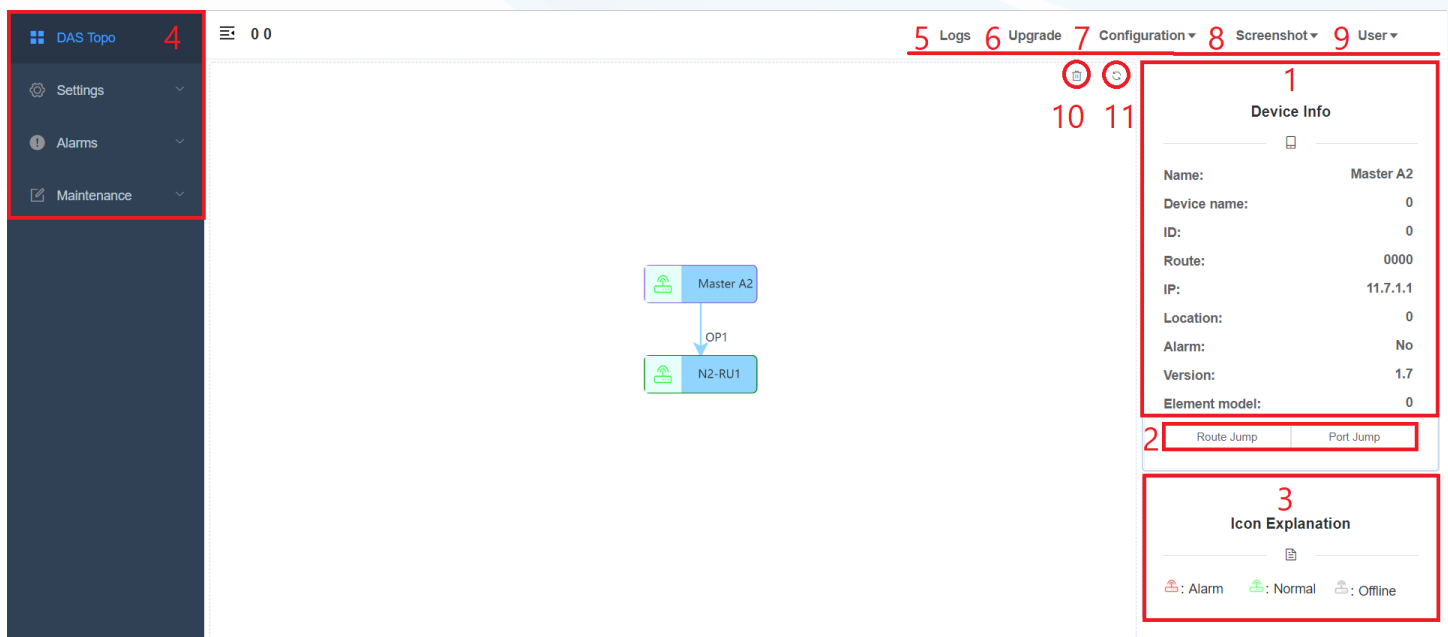 DAS Topo 4
Settings
Alarms
Maintenance
0 0
5 Logs 6 Upgrade 7 Configuration 8 Screenshot 9 User
10 11
1
Device Info
Name: Master A2
Device name: 0
ID: 0
Route: 0000
IP: 11.7.1.1
Location: 0
Alarm: No
Version: 1.7
Element model: 0
2 Route Jump Port Jump
3
Icon Explanation
: Alarm : Normal : Offline
Master A2
OP1
N2-RU1